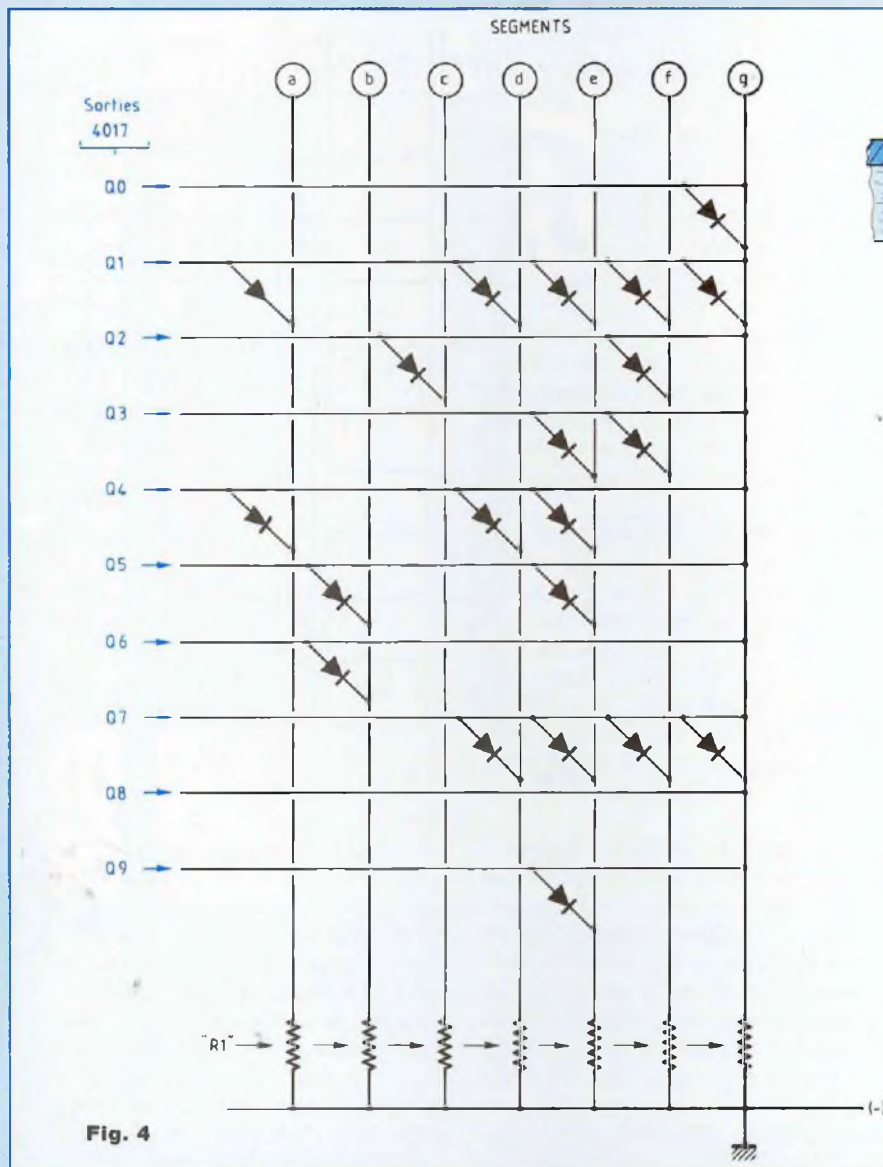 SEGMENTS
a b c d e f g
Sorties
4017
Q0
Q1
Q2
Q3
Q4
Q5
Q6
Q7
Q8
Q9
"R1"
(-)
Fig. 4